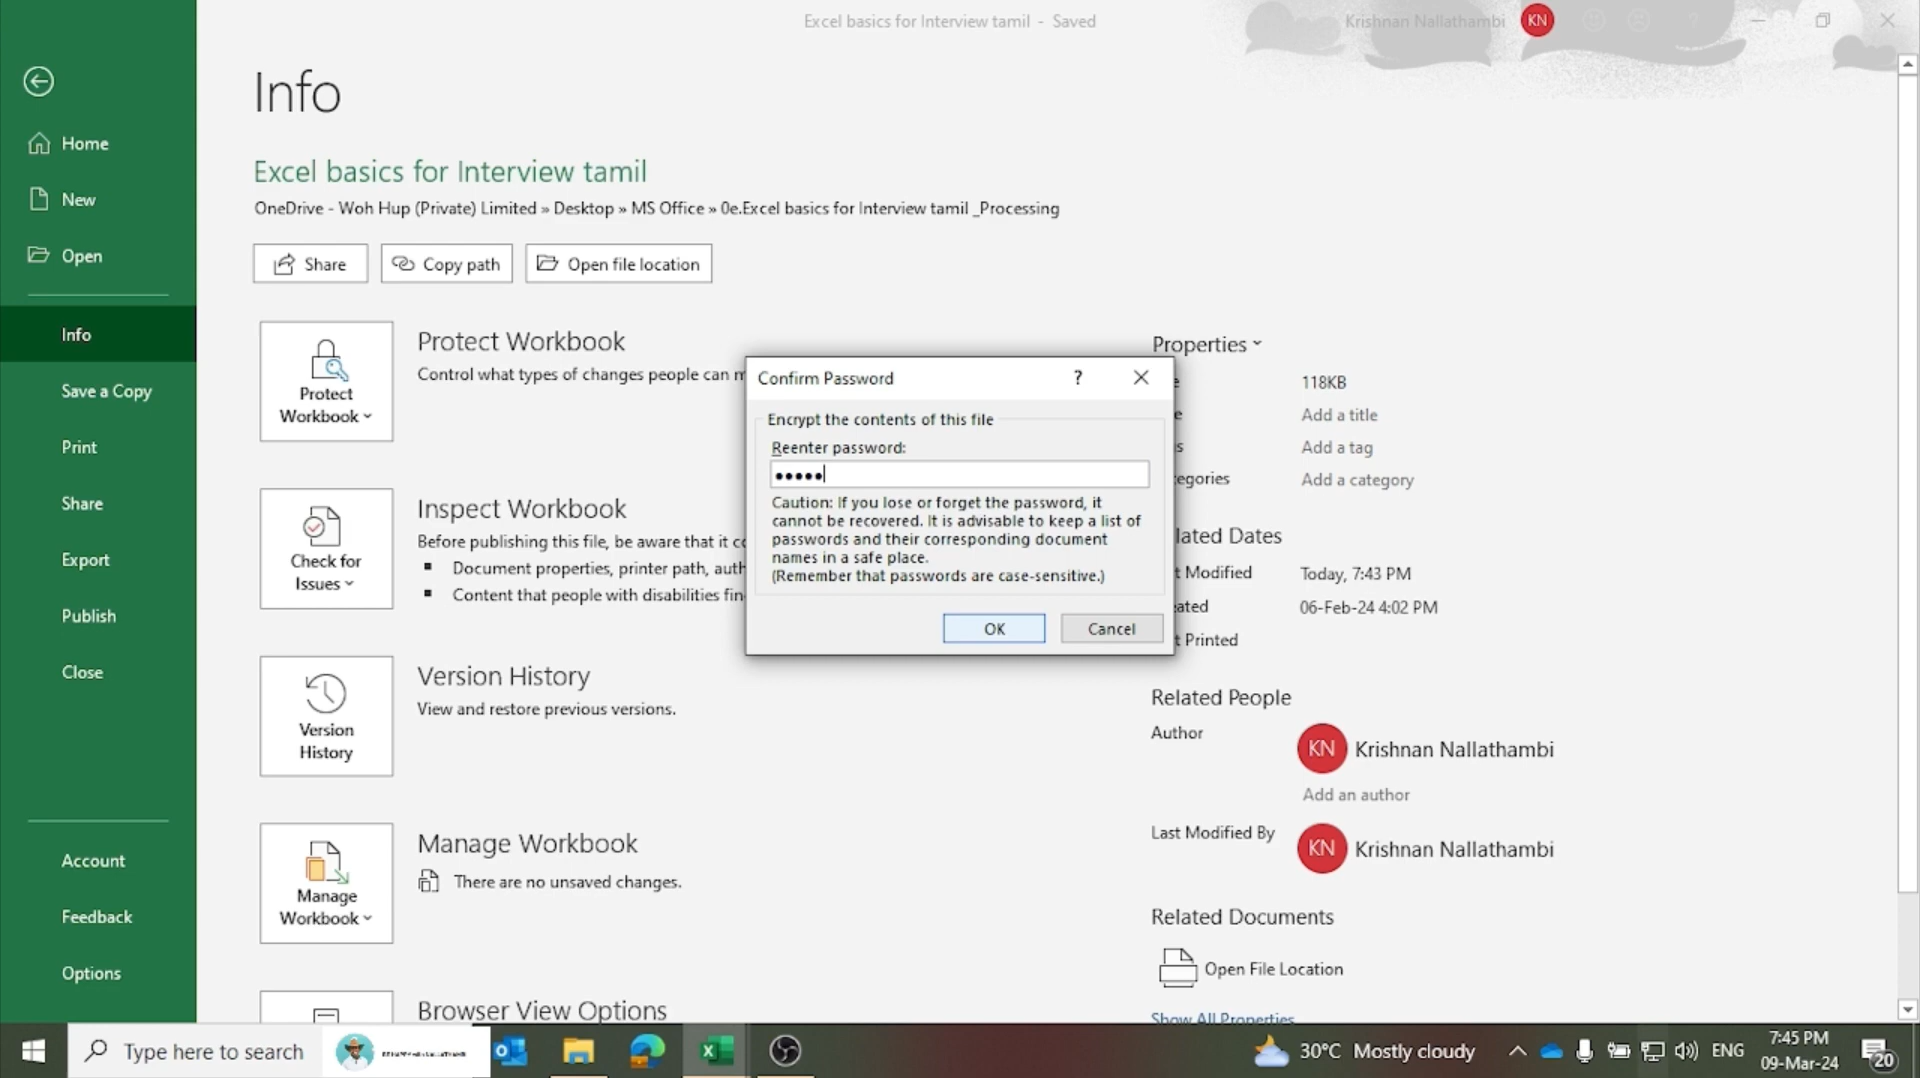 Excel basics for Interview tamil - Saved
Krishnan Nallathambi
KN
Info
Home
New
Open
Info
Save a Copy
Print
Share
Export
Publish
Close
Account
Feedback
Options
Excel basics for Interview tamil
OneDrive - Woh Hup (Private) Limited » Desktop » MS Office » 0e.Excel basics for Interview tamil _Processing
Share
Copy path
Open file location
Protect
Workbook
Protect Workbook
Control what types of changes people can m
Check for
Issues
Inspect Workbook
Before publishing this file, be aware that it co
Document properties, printer path, auth
Content that people with disabilities fin
Version
History
Version History
View and restore previous versions.
Manage
Workbook
Manage Workbook
There are no unsaved changes.
Browser View Options
Confirm Password
?
Encrypt the contents of this file
Reenter password:
•••••
Caution: If you lose or forget the password, it
cannot be recovered. It is advisable to keep a list of
passwords and their corresponding document
names in a safe place.
(Remember that passwords are case-sensitive.)
OK
Cancel
Properties
e 118KB
e Add a title
s Add a tag
egories Add a category
lated Dates
t Modified Today, 7:43 PM
ated 06-Feb-24 4:02 PM
t Printed
Related People
Author
KN Krishnan Nallathambi
Add an author
Last Modified By
KN Krishnan Nallathambi
Related Documents
Open File Location
Show All Properties
Type here to search
30°C Mostly cloudy
ENG
7:45 PM
09-Mar-24
20